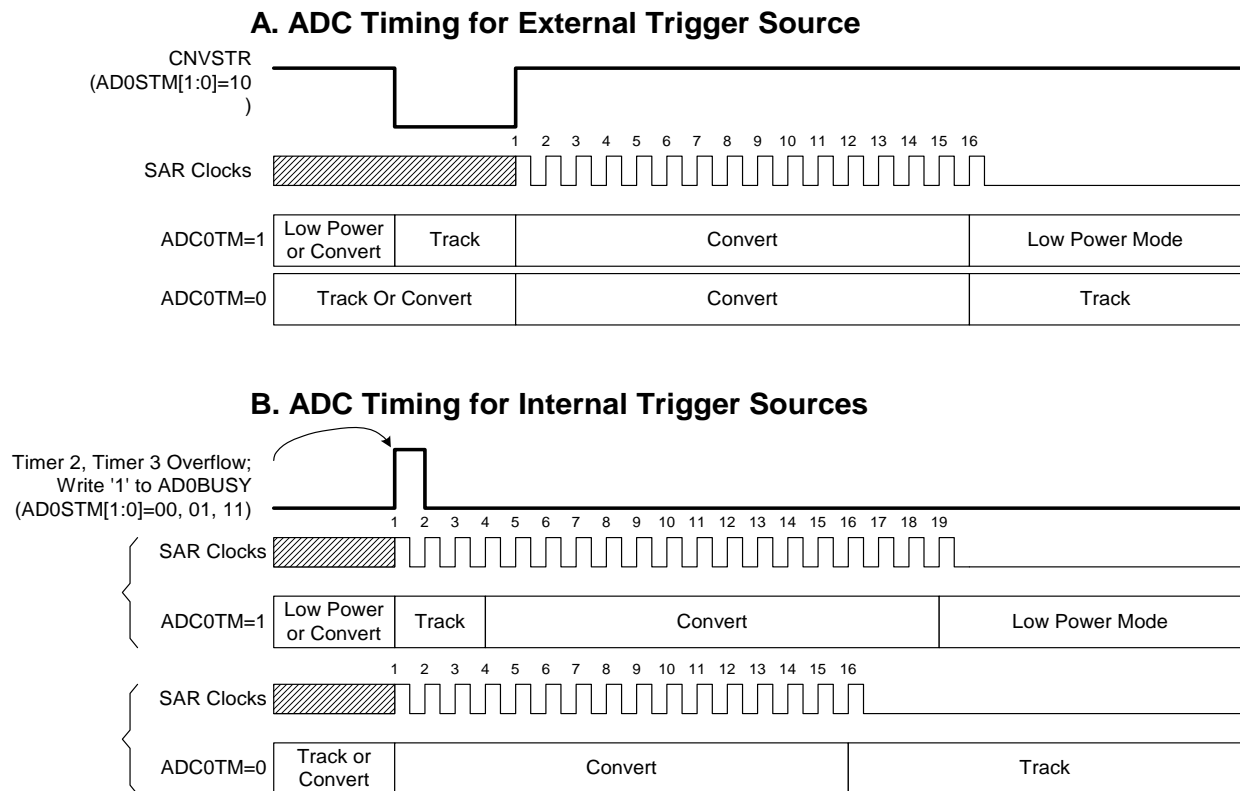 A. ADC Timing for External Trigger Source
CNVSTR
(AD0STM[1:0]=10
)
1 2 3 4 5 6 7 8 9 10 11 12 13 14 15 16
SAR Clocks
ADC0TM=1
Low Power
or Convert
Track
Convert
Low Power Mode
ADC0TM=0
Track Or Convert
Convert
Track
B. ADC Timing for Internal Trigger Sources
Timer 2, Timer 3 Overflow;
Write '1' to AD0BUSY
(AD0STM[1:0]=00, 01, 11)
1 2 3 4 5 6 7 8 9 10 11 12 13 14 15 16 17 18 19
SAR Clocks
ADC0TM=1
Low Power
or Convert
Track
Convert
Low Power Mode
1 2 3 4 5 6 7 8 9 10 11 12 13 14 15 16
SAR Clocks
ADC0TM=0
Track or
Convert
Convert
Track